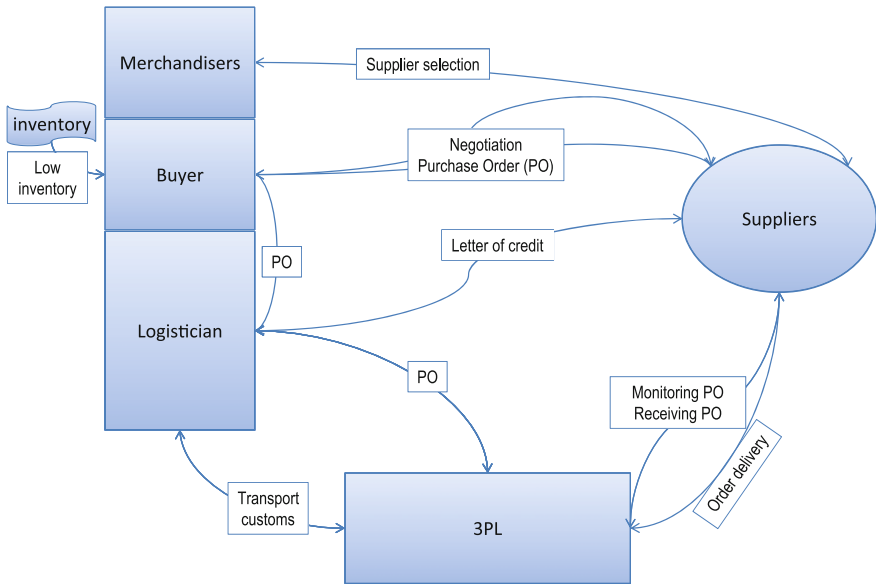 Merchandisers
Supplier selection
inventory
Negotiation
Purchase Order (PO)
Low
inventory
Buyer
Suppliers
Letter of credit
PO
Logistician
PO
Monitoring PO
Receiving PO
Order delivery
Transport
customs
3PL